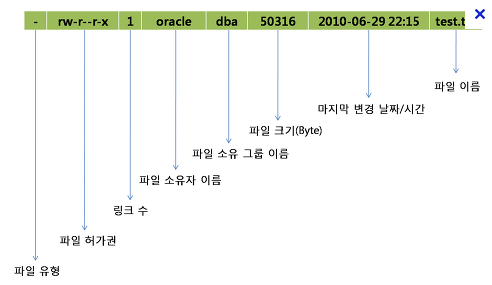 - rw-r--r-x 1 oracle dba 50316 2010-06-29 22:15 test.t
파일 이름
마지막 변경 날짜/시간
파일 크기(Byte)
파일 소유 그룹 이름
파일 소유자 이름
링크 수
파일 허가권
파일 유형